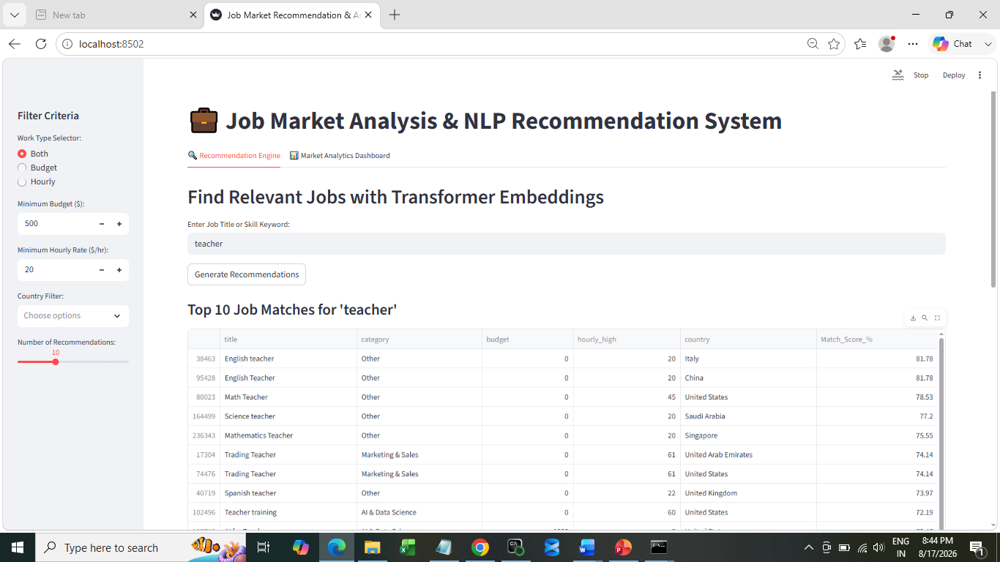 New tab
Job Market Recommendation & Ar
localhost:8502
Chat
Stop
Deploy
Filter Criteria
Work Type Selector:
Both
Budget
Hourly
Minimum Budget ($):
500
Minimum Hourly Rate ($/hr):
20
Country Filter:
Choose options
Number of Recommendations:
10
Job Market Analysis & NLP Recommendation System
Recommendation Engine
Market Analytics Dashboard
Find Relevant Jobs with Transformer Embeddings
Enter Job Title or Skill Keyword:
teacher
Generate Recommendations
Top 10 Job Matches for 'teacher'
title category budget hourly_high country Match_Score_%
38463 English teacher Other 0 20 Italy 81.78
95428 English Teacher Other 0 20 China 81.78
80023 Math Teacher Other 0 45 United States 78.53
164499 Science teacher Other 0 20 Saudi Arabia 77.2
236343 Mathematics Teacher Other 0 20 Singapore 75.55
17304 Trading Teacher Marketing & Sales 0 61 United Arab Emirates 74.14
74476 Trading Teacher Marketing & Sales 0 61 United States 74.14
40719 Spanish teacher Other 0 22 United Kingdom 73.97
102496 Teacher training AI & Data Science 0 60 United States 72.19
Type here to search
ENG
IN
8:44 PM
8/17/2026
1